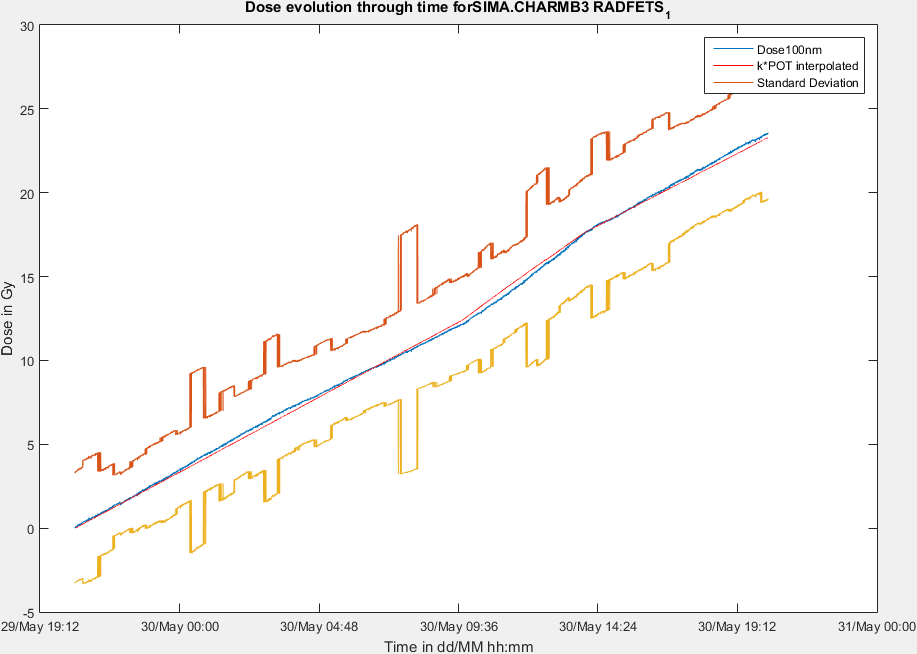 Dose evolution through time forSIMA.CHARMB3 RADFETS1
Dose100nm
k*POT interpolated
Standard Deviation
Dose in Gy
30
25
20
15
10
5
0
-5
29/May 19:12
30/May 00:00
30/May 04:48
30/May 09:36
30/May 14:24
30/May 19:12
31/May 00:00
Time in dd/MM hh:mm